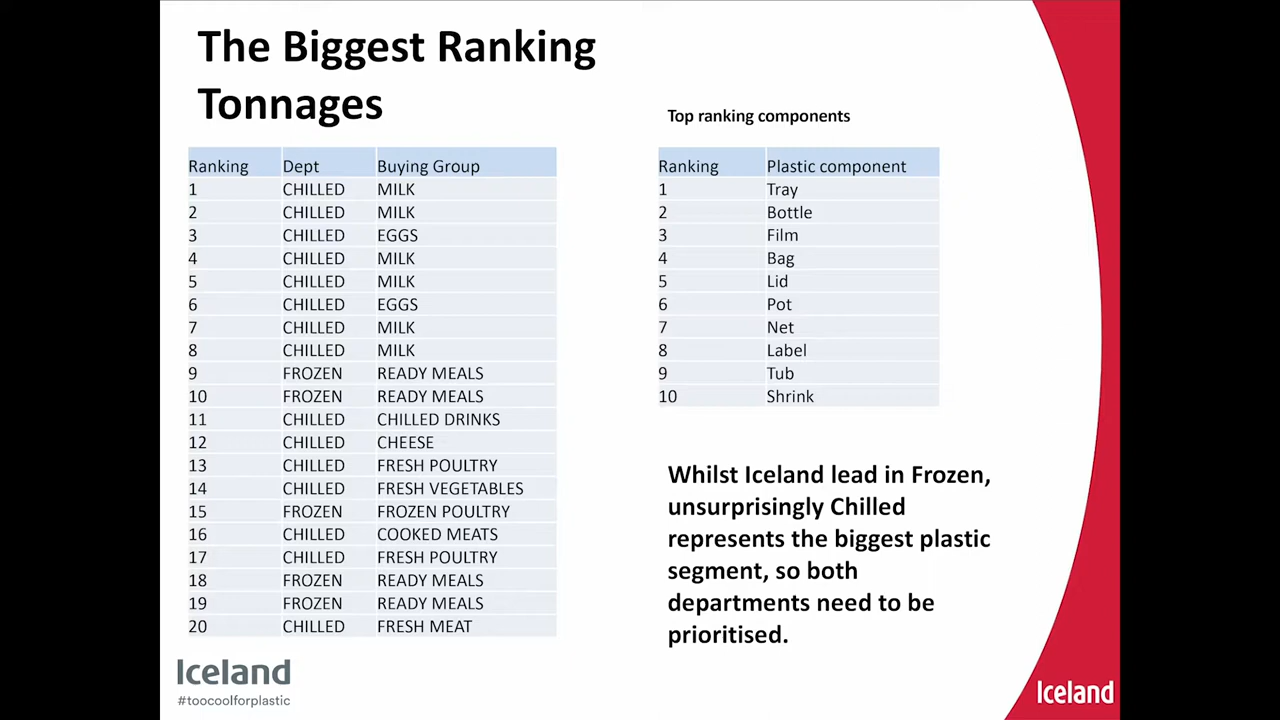 The Biggest Ranking
Tonnages
Ranking Dept Buying Group
1 CHILLED MILK
2 CHILLED MILK
3 CHILLED EGGS
4 CHILLED MILK
5 CHILLED MILK
6 CHILLED EGGS
7 CHILLED MILK
8 CHILLED MILK
9 FROZEN READY MEALS
10 FROZEN READY MEALS
11 CHILLED CHILLED DRINKS
12 CHILLED CHEESE
13 CHILLED FRESH POULTRY
14 CHILLED FRESH VEGETABLES
15 FROZEN FROZEN POULTRY
16 CHILLED COOKED MEATS
17 CHILLED FRESH POULTRY
18 FROZEN READY MEALS
19 FROZEN READY MEALS
20 CHILLED FRESH MEAT
Top ranking components
Ranking Plastic component
1 Tray
2 Bottle
3 Film
4 Bag
5 Lid
6 Pot
7 Net
8 Label
9 Tub
10 Shrink
Whilst Iceland lead in Frozen,
unsurprisingly Chilled
represents the biggest plastic
segment, so both
departments need to be
prioritised.
Iceland
#toocoolforplastic
Iceland